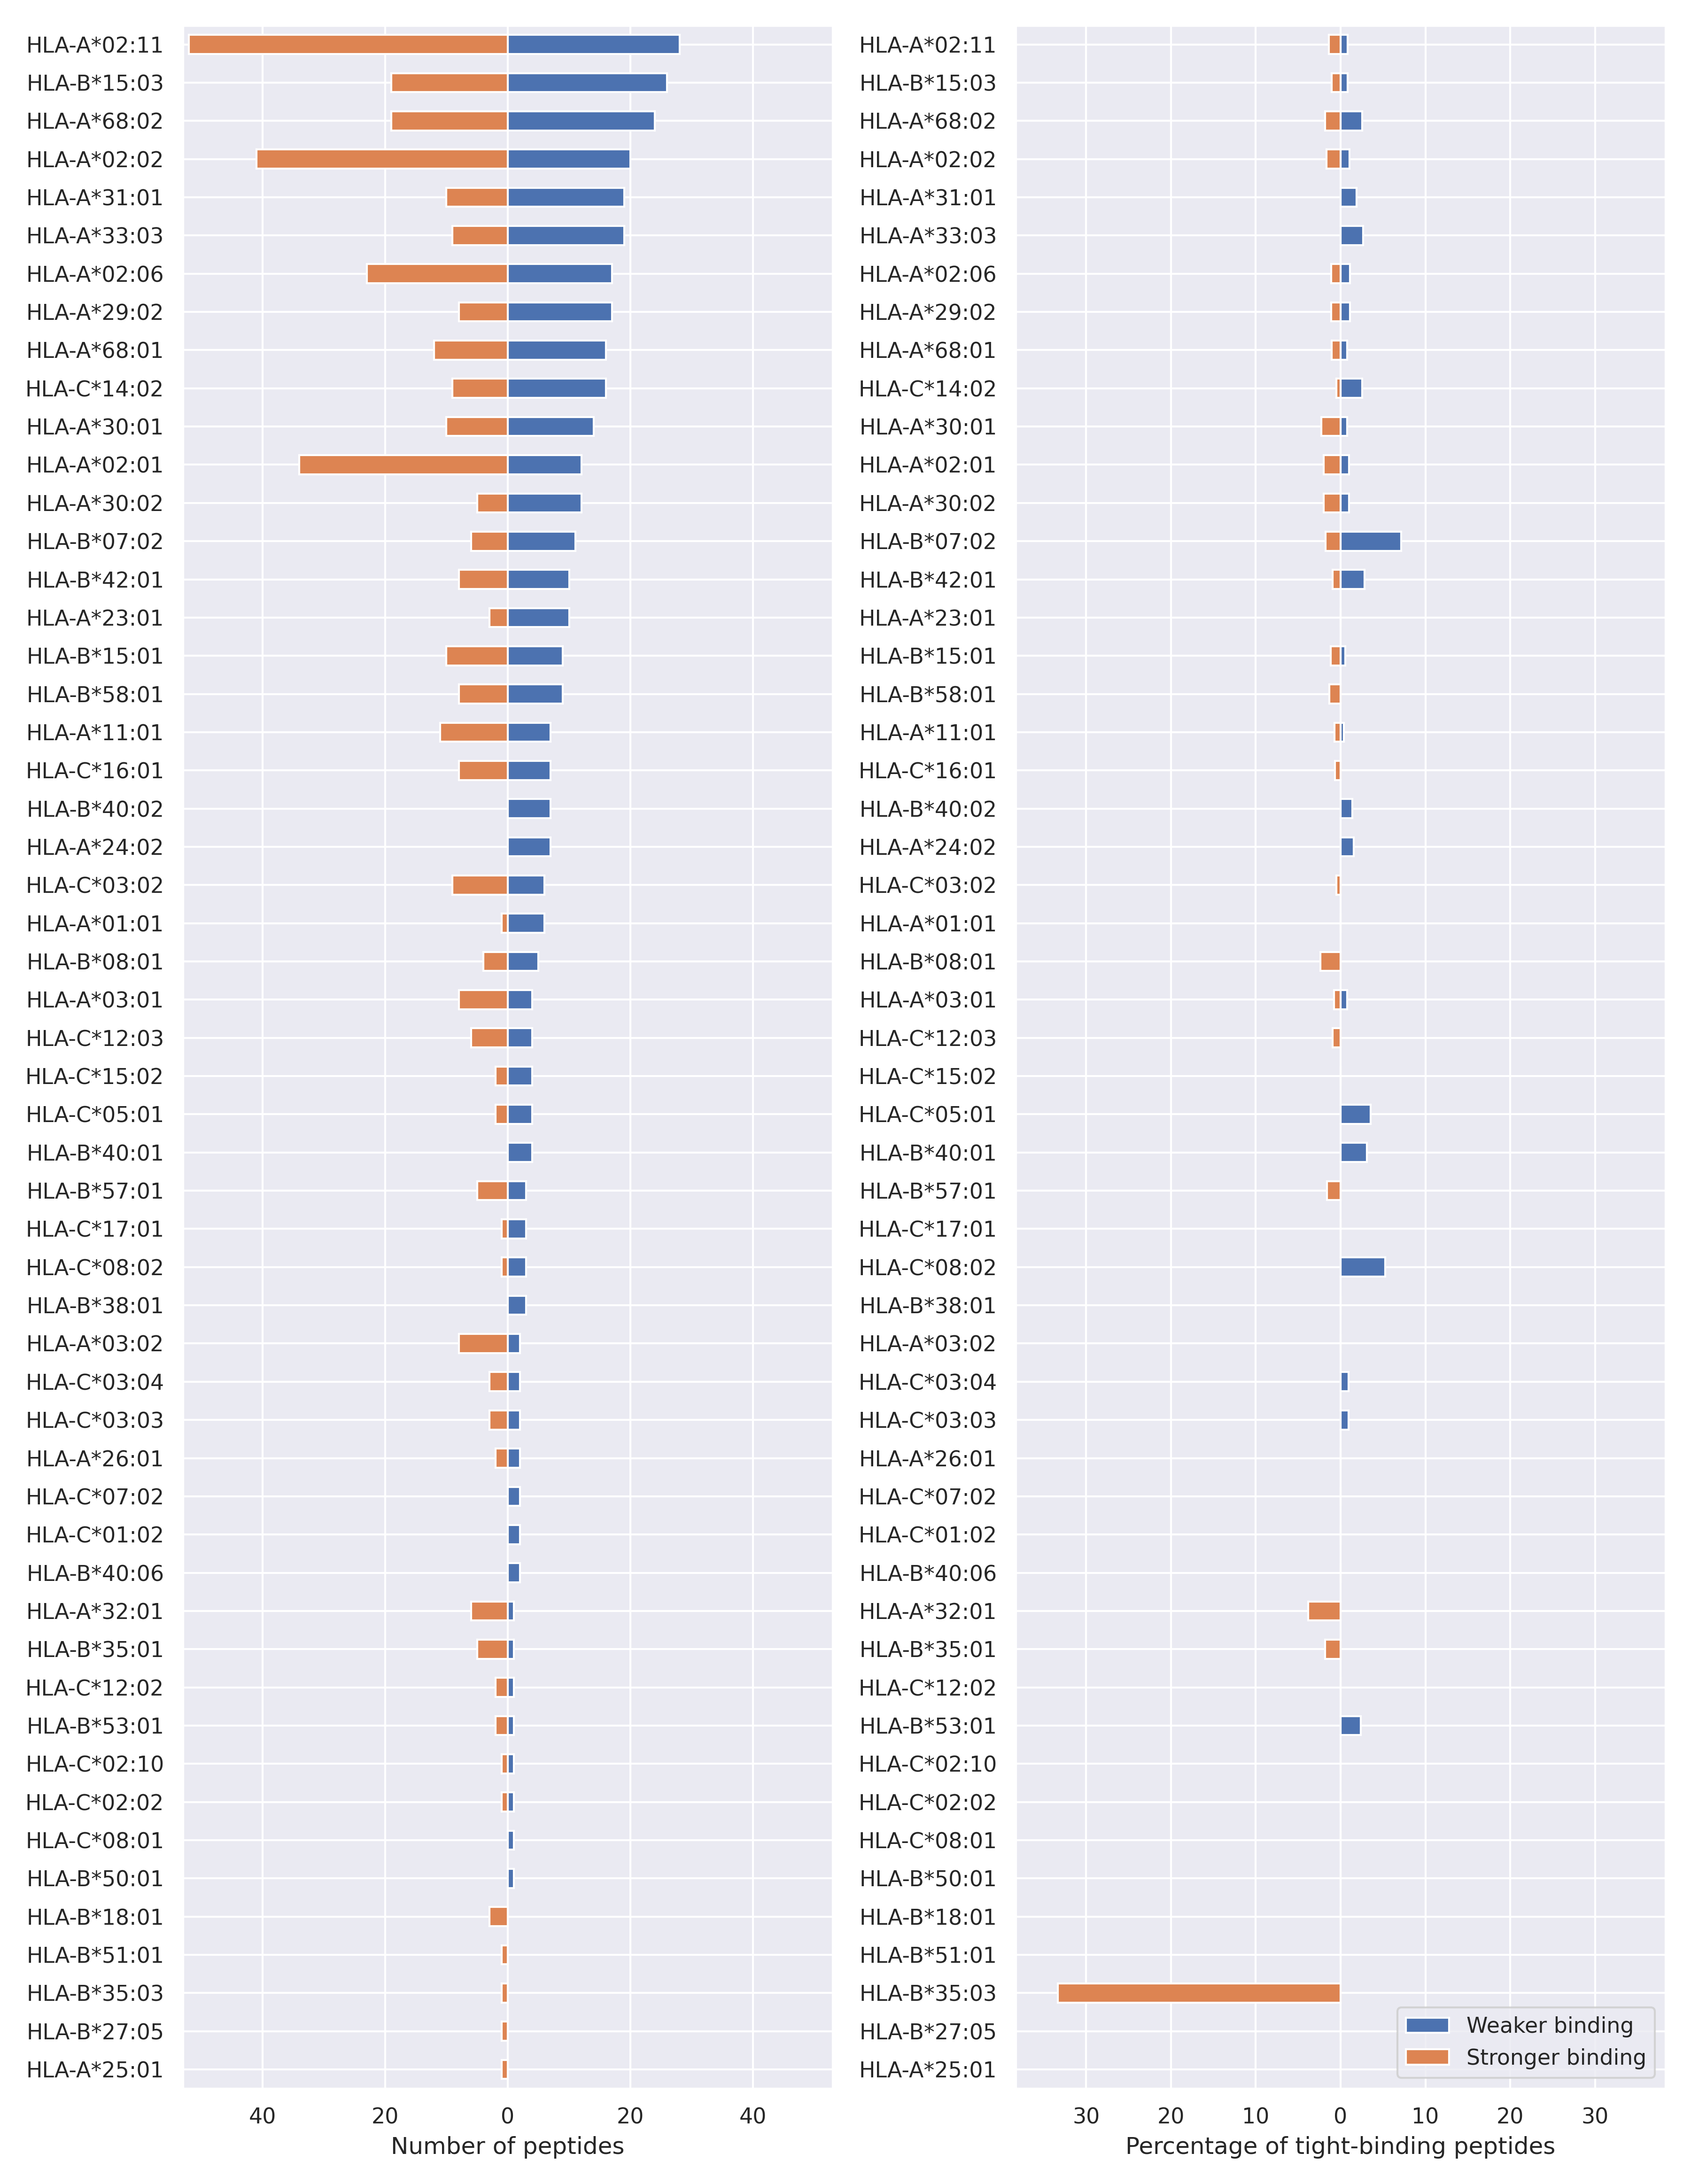 HLA-A*02:11
HLA-B*15:03
HLA-A*68:02
HLA-A*02:02
HLA-A*31:01
HLA-A*33:03
HLA-A*02:06
HLA-A*29:02
HLA-A*68:01
HLA-C*14:02
HLA-A*30:01
HLA-A*02:01
HLA-A*30:02
HLA-B*07:02
HLA-B*42:01
HLA-A*23:01
HLA-B*15:01
HLA-B*58:01
HLA-A*11:01
HLA-C*16:01
HLA-B*40:02
HLA-A*24:02
HLA-C*03:02
HLA-A*01:01
HLA-B*08:01
HLA-A*03:01
HLA-C*12:03
HLA-C*15:02
HLA-C*05:01
HLA-B*40:01
HLA-B*57:01
HLA-C*17:01
HLA-C*08:02
HLA-B*38:01
HLA-A*03:02
HLA-C*03:04
HLA-C*03:03
HLA-A*26:01
HLA-C*07:02
HLA-C*01:02
HLA-B*40:06
HLA-A*32:01
HLA-B*35:01
HLA-C*12:02
HLA-B*53:01
HLA-C*02:10
HLA-C*02:02
HLA-C*08:01
HLA-B*50:01
HLA-B*18:01
HLA-B*51:01
HLA-B*35:03
HLA-B*27:05
HLA-A*25:01
40 20 0 20 40
Number of peptides
HLA-A*02:11
HLA-B*15:03
HLA-A*68:02
HLA-A*02:02
HLA-A*31:01
HLA-A*33:03
HLA-A*02:06
HLA-A*29:02
HLA-A*68:01
HLA-C*14:02
HLA-A*30:01
HLA-A*02:01
HLA-A*30:02
HLA-B*07:02
HLA-B*42:01
HLA-A*23:01
HLA-B*15:01
HLA-B*58:01
HLA-A*11:01
HLA-C*16:01
HLA-B*40:02
HLA-A*24:02
HLA-C*03:02
HLA-A*01:01
HLA-B*08:01
HLA-A*03:01
HLA-C*12:03
HLA-C*15:02
HLA-C*05:01
HLA-B*40:01
HLA-B*57:01
HLA-C*17:01
HLA-C*08:02
HLA-B*38:01
HLA-A*03:02
HLA-C*03:04
HLA-C*03:03
HLA-A*26:01
HLA-C*07:02
HLA-C*01:02
HLA-B*40:06
HLA-A*32:01
HLA-B*35:01
HLA-C*12:02
HLA-B*53:01
HLA-C*02:10
HLA-C*02:02
HLA-C*08:01
HLA-B*50:01
HLA-B*18:01
HLA-B*51:01
HLA-B*35:03
HLA-B*27:05
HLA-A*25:01
Weaker binding
Stronger binding
30 20 10 0 10 20 30
Percentage of tight-binding peptides